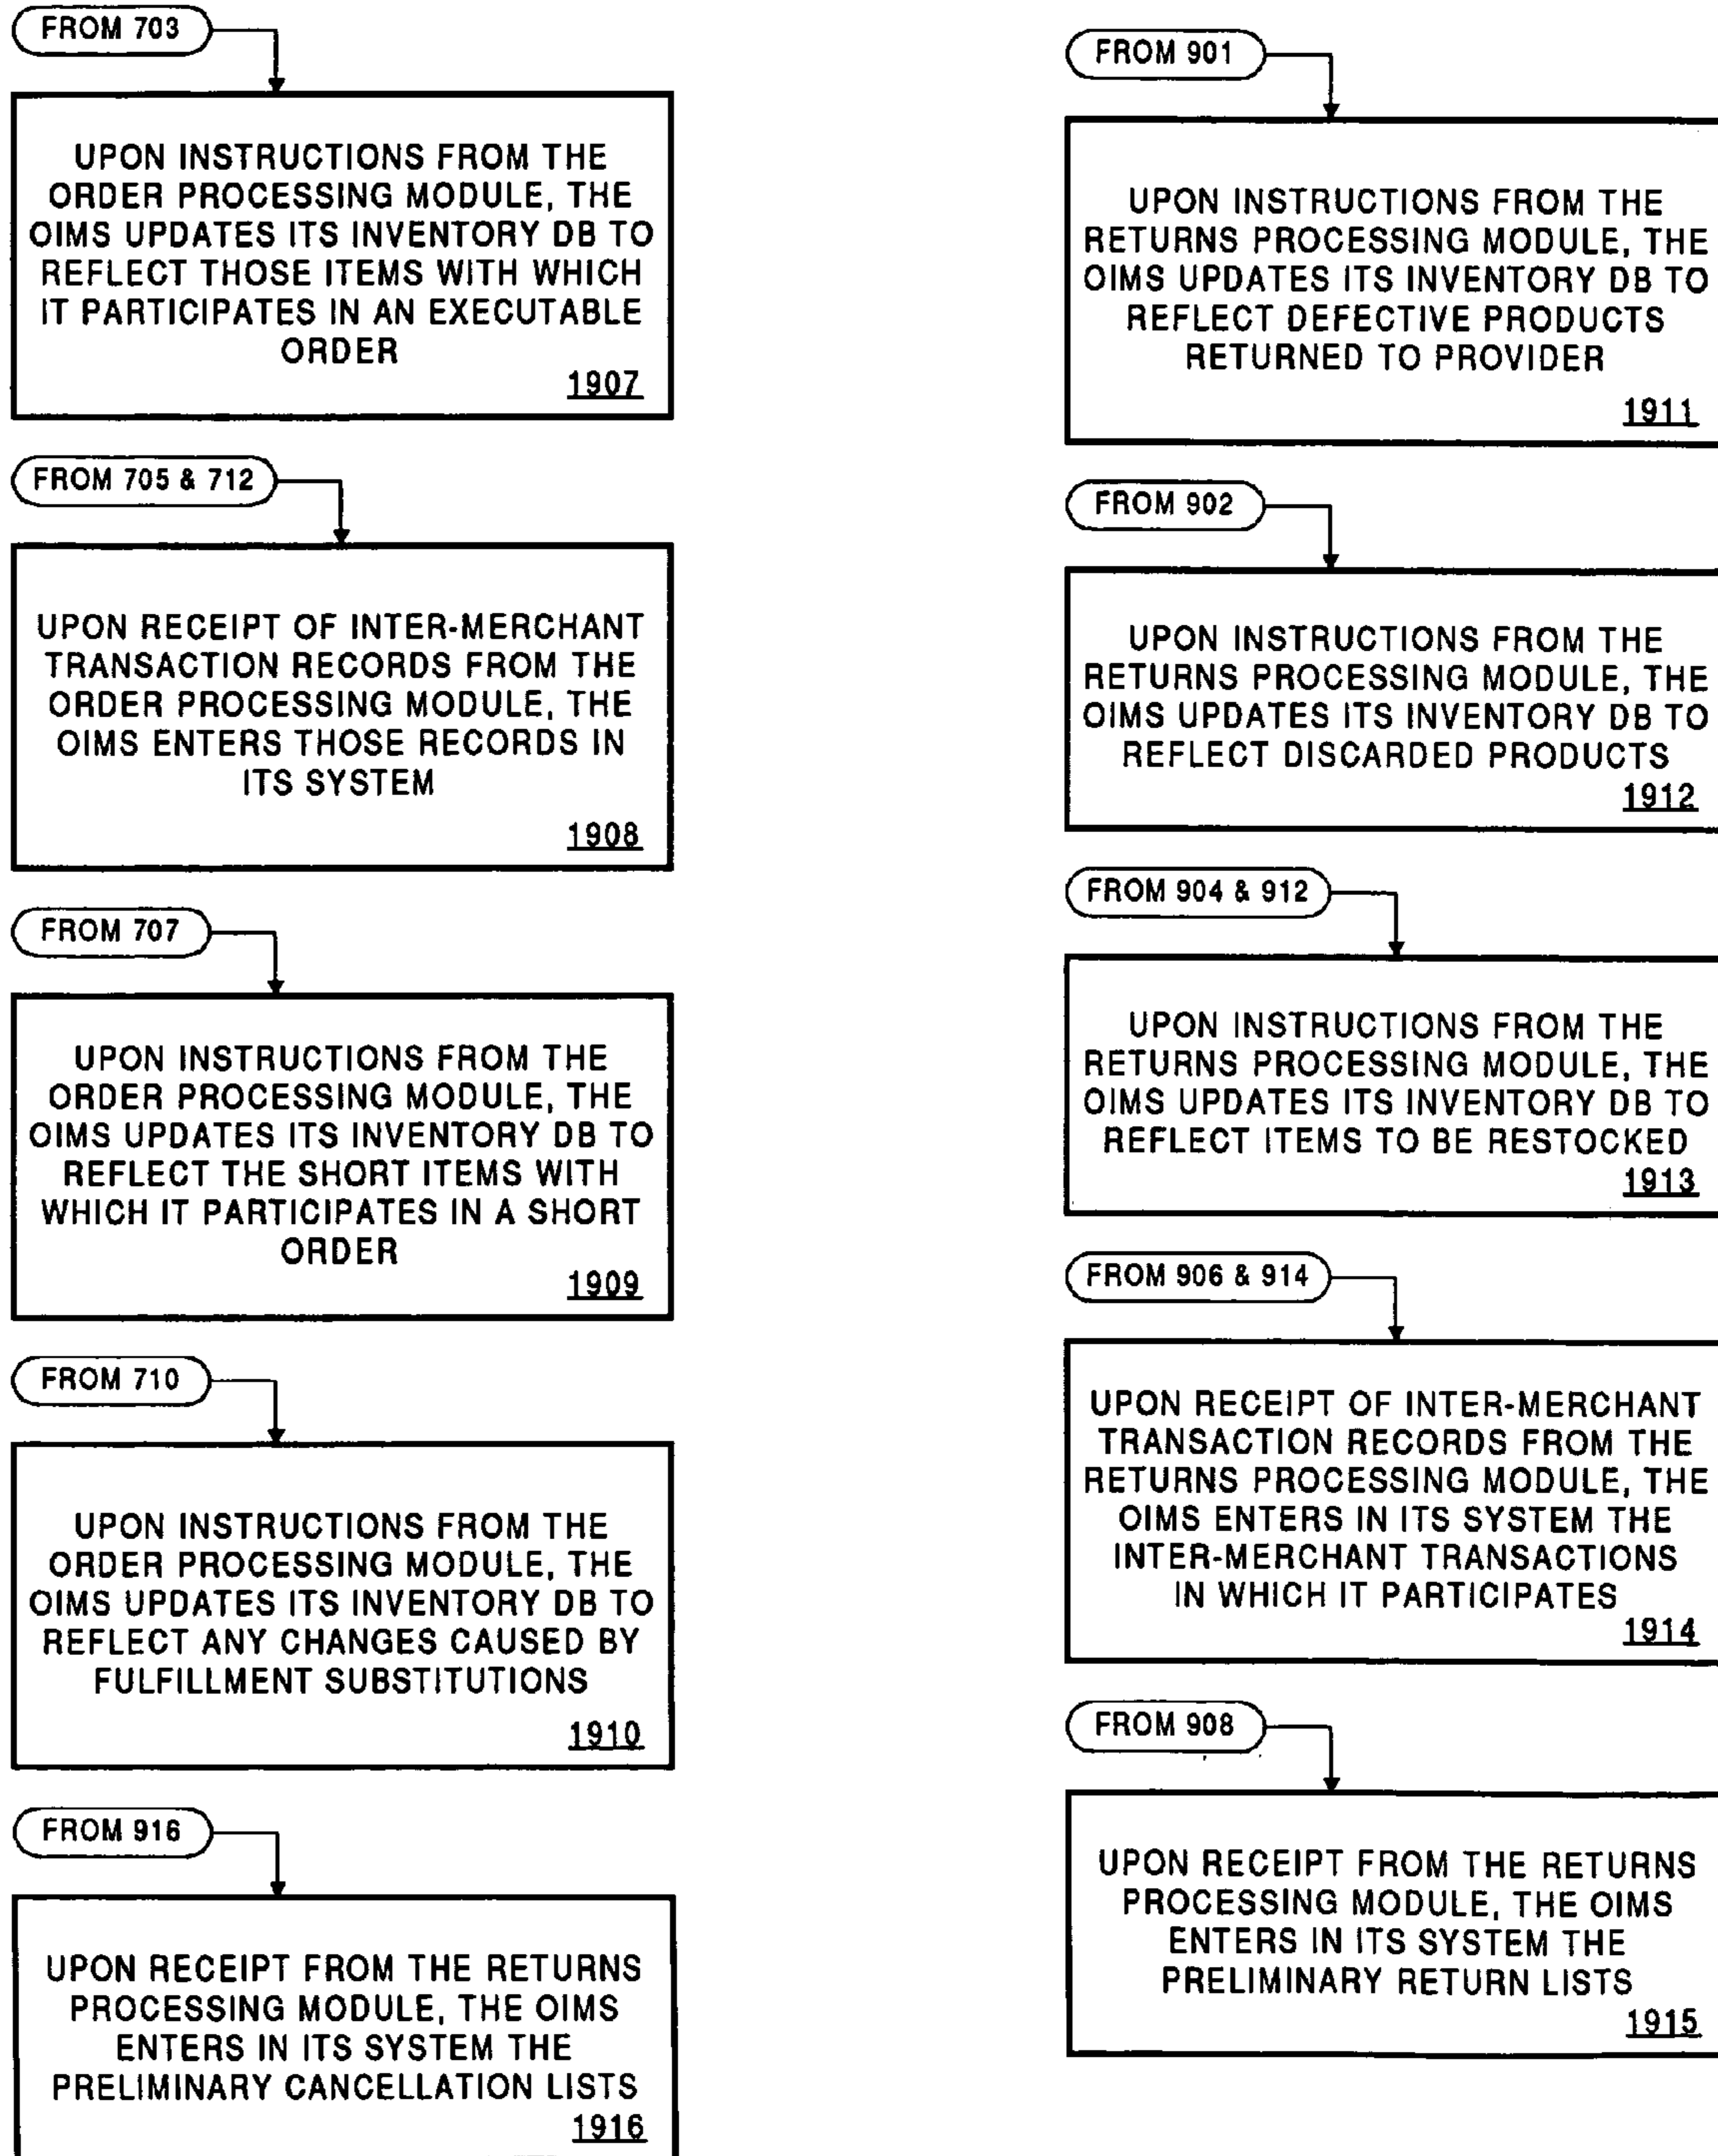 FROM 703
UPON INSTRUCTIONS FROM THE
ORDER PROCESSING MODULE, THE
OIMS UPDATES ITS INVENTORY DB TO
REFLECT THOSE ITEMS WITH WHICH
IT PARTICIPATES IN AN EXECUTABLE
ORDER
1907
FROM 705 & 712
UPON RECEIPT OF INTER-MERCHANT
TRANSACTION RECORDS FROM THE
ORDER PROCESSING MODULE, THE
OIMS ENTERS THOSE RECORDS IN
ITS SYSTEM
1908
FROM 707
UPON INSTRUCTIONS FROM THE
ORDER PROCESSING MODULE, THE
OIMS UPDATES ITS INVENTORY DB TO
REFLECT THE SHORT ITEMS WITH
WHICH IT PARTICIPATES IN A SHORT
ORDER
1909
FROM 710
UPON INSTRUCTIONS FROM THE
ORDER PROCESSING MODULE, THE
OIMS UPDATES ITS INVENTORY DB TO
REFLECT ANY CHANGES CAUSED BY
FULFILLMENT SUBSTITUTIONS
1910
FROM 916
UPON RECEIPT FROM THE RETURNS
PROCESSING MODULE, THE OIMS
ENTERS IN ITS SYSTEM THE
PRELIMINARY CANCELLATION LISTS
1916
FROM 901
UPON INSTRUCTIONS FROM THE
RETURNS PROCESSING MODULE, THE
OIMS UPDATES ITS INVENTORY DB TO
REFLECT DEFECTIVE PRODUCTS
RETURNED TO PROVIDER
1911
FROM 902
UPON INSTRUCTIONS FROM THE
RETURNS PROCESSING MODULE, THE
OIMS UPDATES ITS INVENTORY DB TO
REFLECT DISCARDED PRODUCTS
1912
FROM 904 & 912
UPON INSTRUCTIONS FROM THE
RETURNS PROCESSING MODULE, THE
OIMS UPDATES ITS INVENTORY DB TO
REFLECT ITEMS TO BE RESTOCKED
1913
FROM 906 & 914
UPON RECEIPT OF INTER-MERCHANT
TRANSACTION RECORDS FROM THE
RETURNS PROCESSING MODULE, THE
OIMS ENTERS IN ITS SYSTEM THE
INTER-MERCHANT TRANSACTIONS
IN WHICH IT PARTICIPATES
1914
FROM 908
UPON RECEIPT FROM THE RETURNS
PROCESSING MODULE, THE OIMS
ENTERS IN ITS SYSTEM THE
PRELIMINARY RETURN LISTS
1915